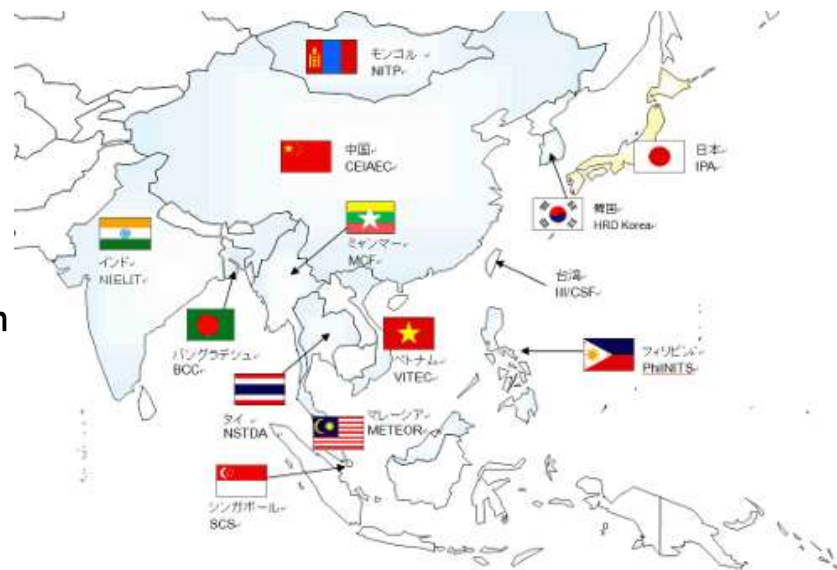 モンゴル
NITP
中国
CEIAEC
日本
IPA
韓国
HRD Korea
インド
NIELIT
ミャンマー
MCF
台湾
III/CSF
バングラデシュ
BCC
ベトナム
VITEC
フィリピン
PhilNITS
タイ
NSTDA
マレーシア
METEOR
シンガポール
SCS
n